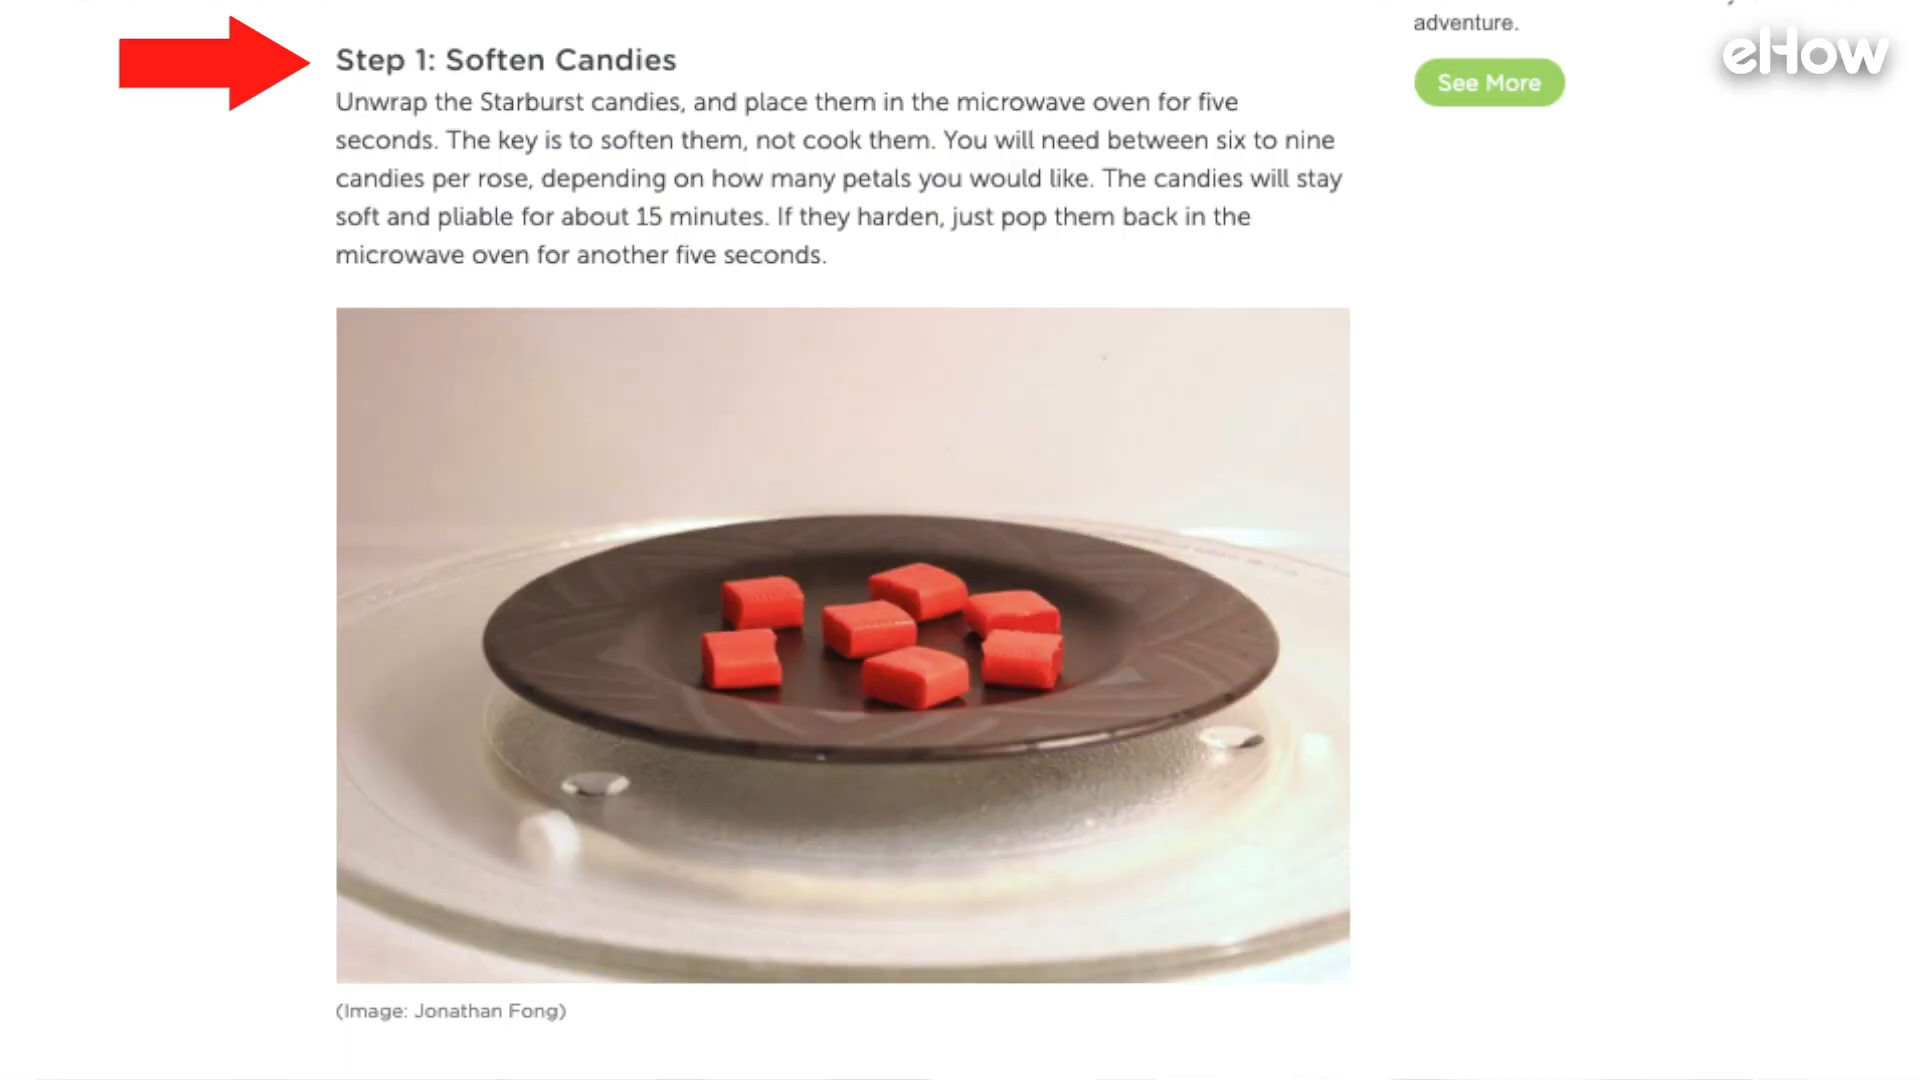 Step 1: Soften Candies
Unwrap the Starburst candies, and place them in the microwave oven for five
seconds. The key is to soften them, not cook them. You will need between six to nine
candies per rose, depending on how many petals you would like. The candies will stay
soft and pliable for about 15 minutes. If they harden, just pop them back in the
microwave oven for another five seconds.
(Image: Jonathan Fong)
adventure.
See More
eHow